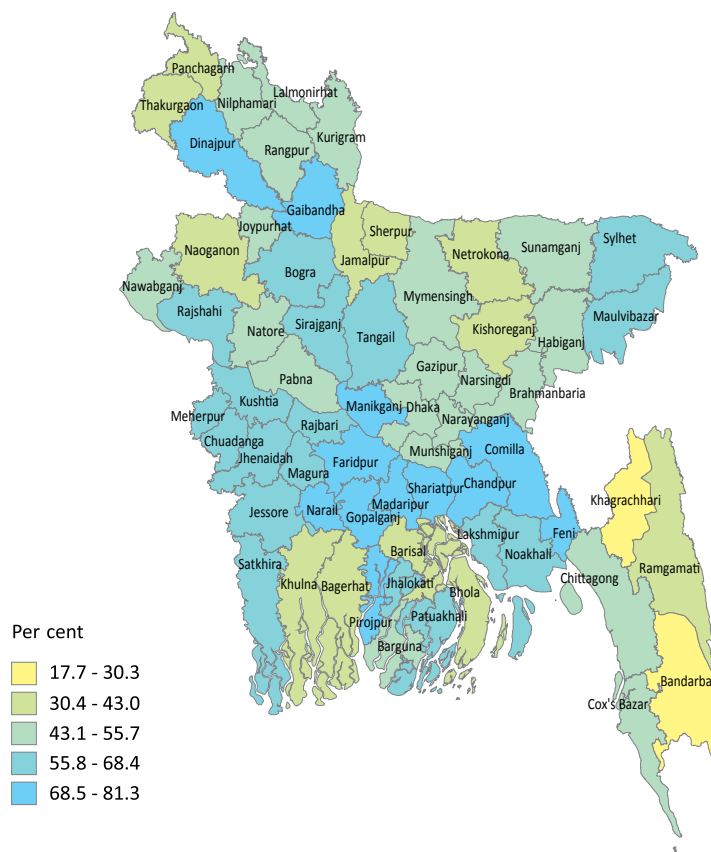 Panchagarh
Lalmonirhat
Thakurgaon
Nilphamari
Kurigram
Dinajpur
Rangpur
Gaibandha
Joypurhat
Sherpur
Sylhet
Naoganon
Jamalpur
Netrokona
Sunamganj
Bogra
Nawabganj
Mymensingh
Rajshahi
Maulvibazar
Sirajganj
Kishoreganj
Natore
Tangail
Habiganj
Gazipur
Pabna
Narsingdi
Brahmanbaria
Kushtia
Manikganj
Dhaka
Meherpur
Narayanganj
Rajbari
Chuadanga
Munshiganj
Comilla
Jhenaidah
Faridpur
Magura
Shariatpur
Chandpur
Khagrachhari
Jessore
Narail
Madaripur
Gopalganj
Lakshmipur
Feni
Barisal
Noakhali
Satkhira
Ramgamati
Khulna
Bagerhat
Jhalokati
Chittagong
Bhola
Patuakhali
Pirojpur
Barguna
Bandarba
Cox's Bazar
Per cent
17.7 - 30.3
30.4 - 43.0
43.1 - 55.7
55.8 - 68.4
68.5 - 81.3